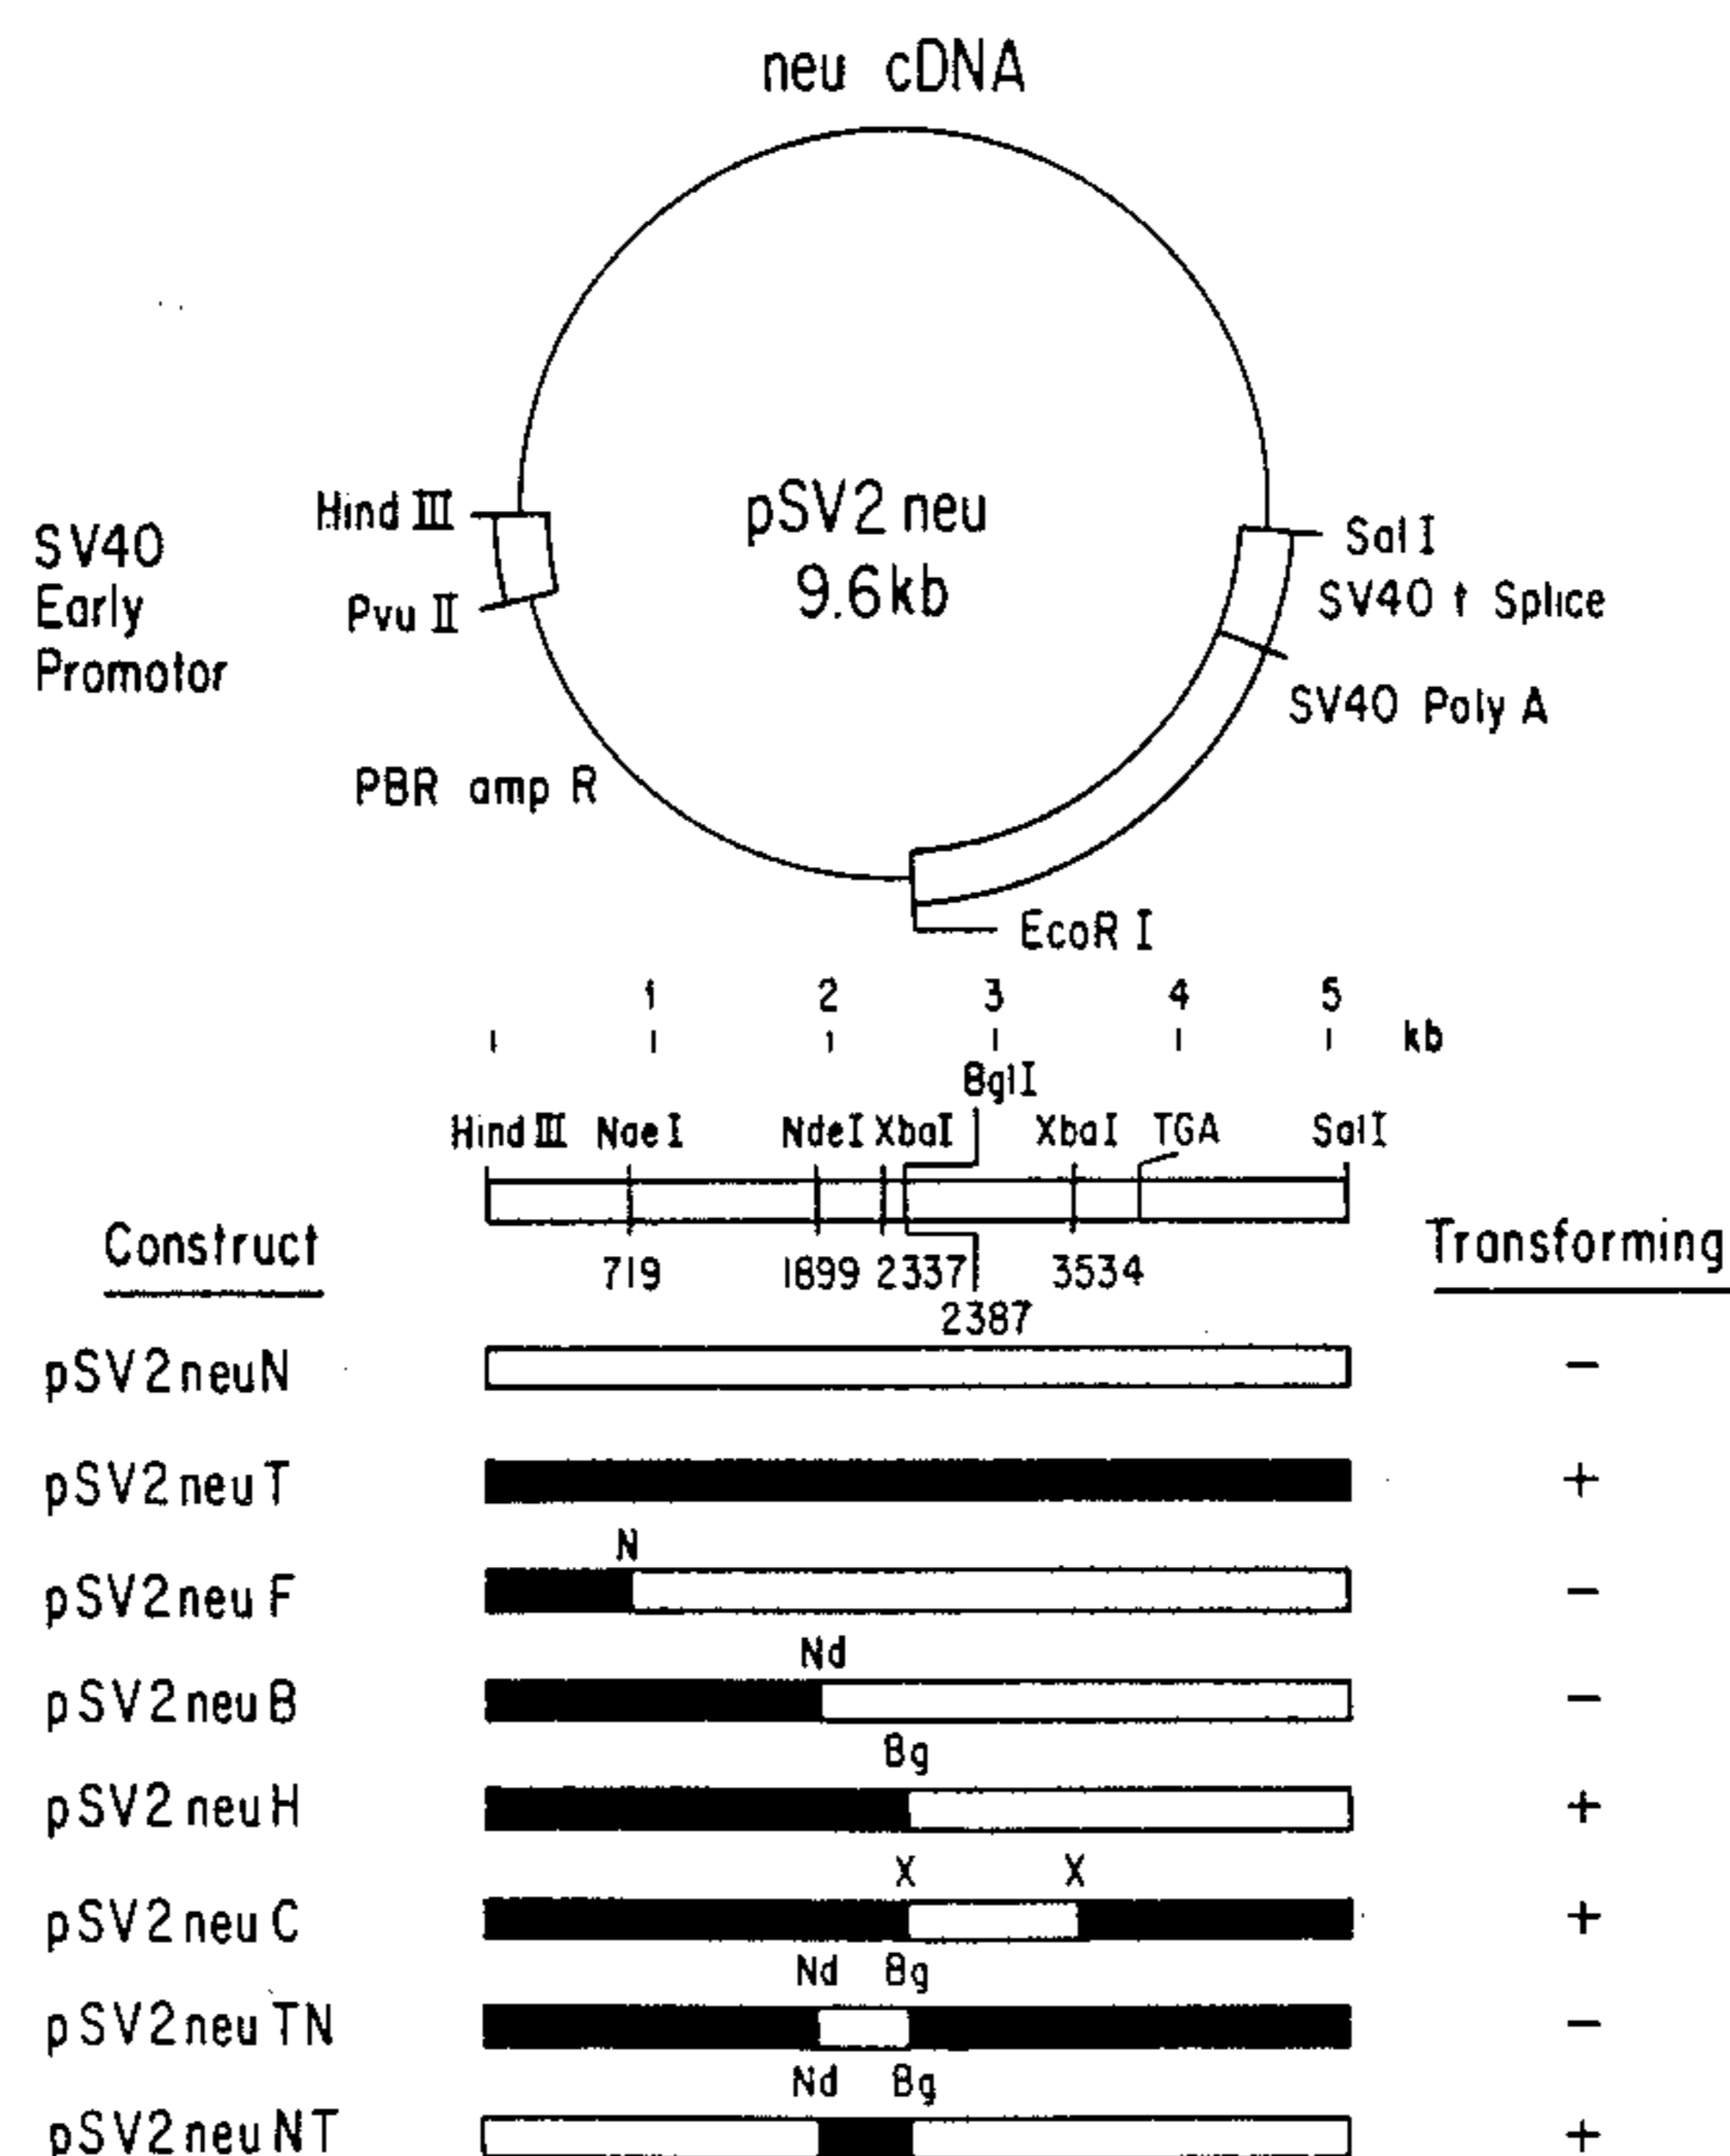 neu cDNA
pSV2 neu
9.6kb
Hind III
Pvu II
SV40
Early
Promotor
Sal I
SV40 t Splice
SV40 Poly A
PBR amp R
EcoR I
1 2 3 4 5
kb
BglI
Hind III NaeI NdeI XbaI XbaI TGA SalI
719 1899 2337 3534
2387
Construct Transforming
pSV2neuN −
pSV2neuT +
N
pSV2neuF −
Nd
pSV2neuB −
Bg
pSV2neuH +
X X
pSV2neuC +
Nd Bg
pSV2neuTN −
Nd Bg
pSV2neuNT +